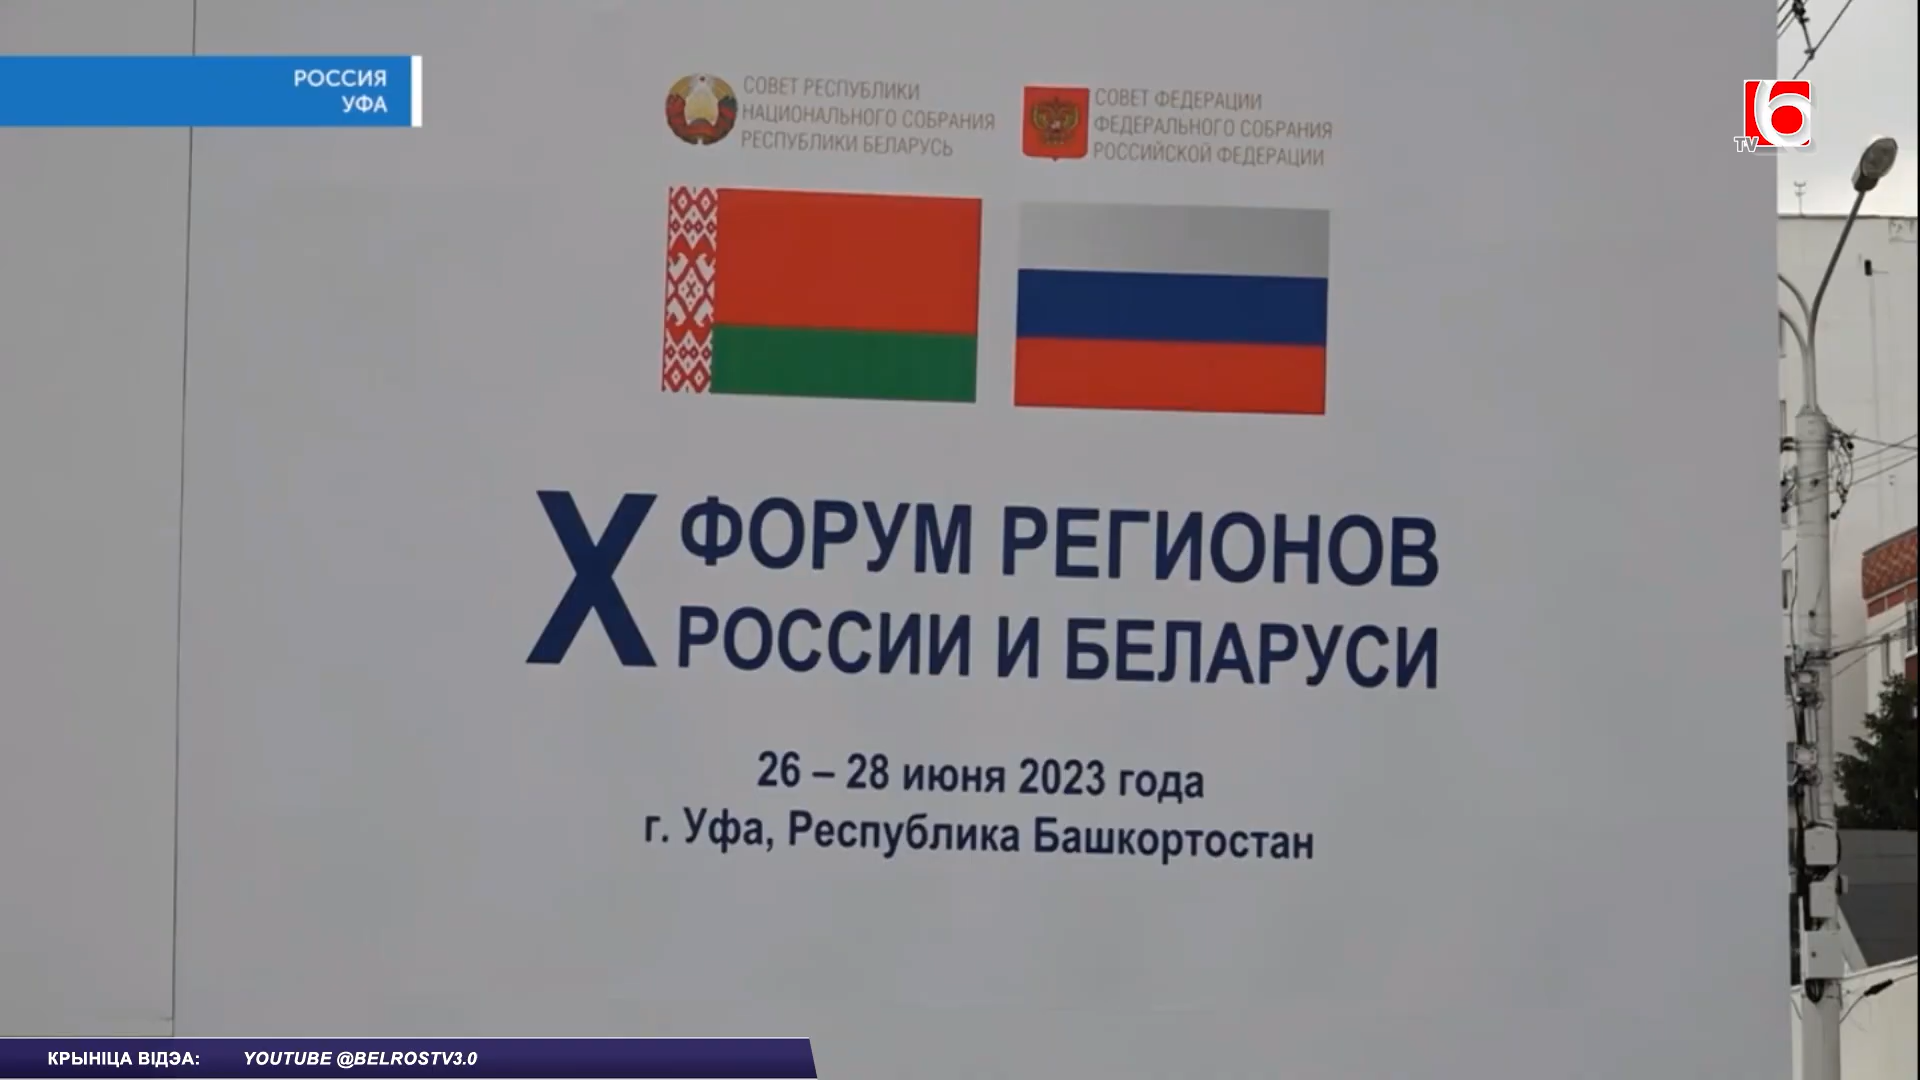 РОССИЯ
УФА
СОВЕТ РЕСПУБЛИКИ
НАЦИОНАЛЬНОГО СОБРАНИЯ
РЕСПУБЛИКИ БЕЛАРУСЬ
СОВЕТ ФЕДЕРАЦИИ
ФЕДЕРАЛЬНОГО СОБРАНИЯ
РОССИЙСКОЙ ФЕДЕРАЦИИ
6
TV
X ФОРУМ РЕГИОНОВ
РОССИИ И БЕЛАРУСИ
26 – 28 июня 2023 года
г. Уфа, Республика Башкортостан
КРЫНІЦА ВІДЭА: YOUTUBE @BELROSTV3.0